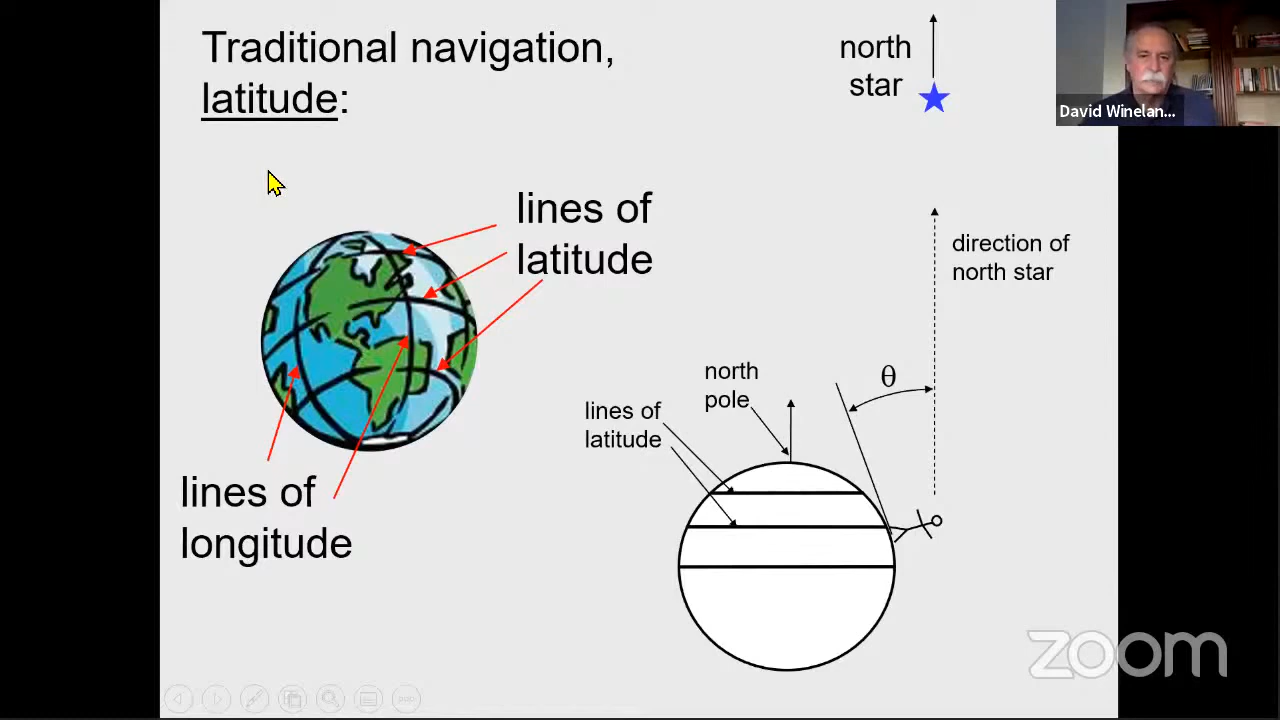 Traditional navigation,
latitude:
north
star
David Winelan...
lines of
latitude
direction of
north star
north
pole
θ
lines of
latitude
lines of
longitude
zoom